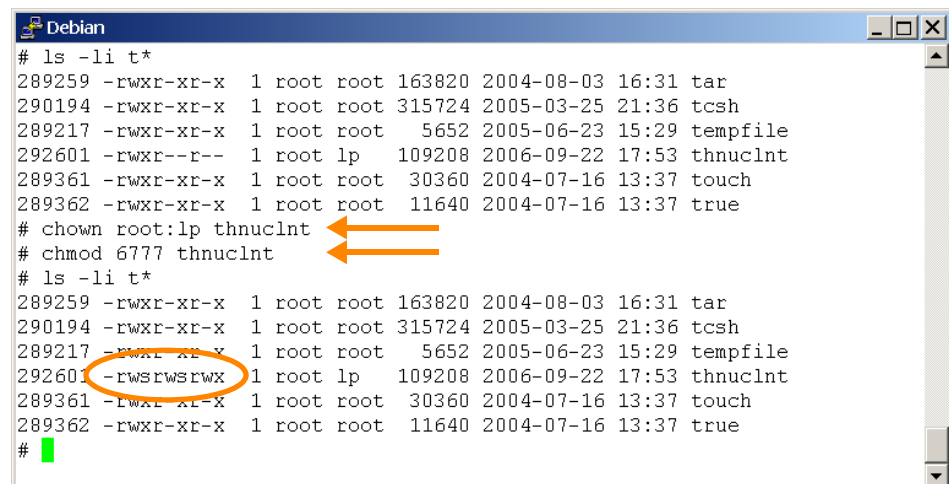 Debian
# ls -li t*
289259 -rwxr-xr-x  1 root root 163820 2004-08-03 16:31 tar
290194 -rwxr-xr-x  1 root root 315724 2005-03-25 21:36 tcsh
289217 -rwxr-xr-x  1 root root   5652 2005-06-23 15:29 tempfile
292601 -rwxr--r--  1 root lp   109208 2006-09-22 17:53 thnuclnt
289361 -rwxr-xr-x  1 root root  30360 2004-07-16 13:37 touch
289362 -rwxr-xr-x  1 root root  11640 2004-07-16 13:37 true
# chown root:lp thnuclnt
# chmod 6777 thnuclnt
# ls -li t*
289259 -rwxr-xr-x  1 root root 163820 2004-08-03 16:31 tar
290194 -rwxr-xr-x  1 root root 315724 2005-03-25 21:36 tcsh
289217 -rwxr-xr-x  1 root root   5652 2005-06-23 15:29 tempfile
292601 -rwsrwsrwx  1 root lp   109208 2006-09-22 17:53 thnuclnt
289361 -rwxr-xr-x  1 root root  30360 2004-07-16 13:37 touch
289362 -rwxr-xr-x  1 root root  11640 2004-07-16 13:37 true
#